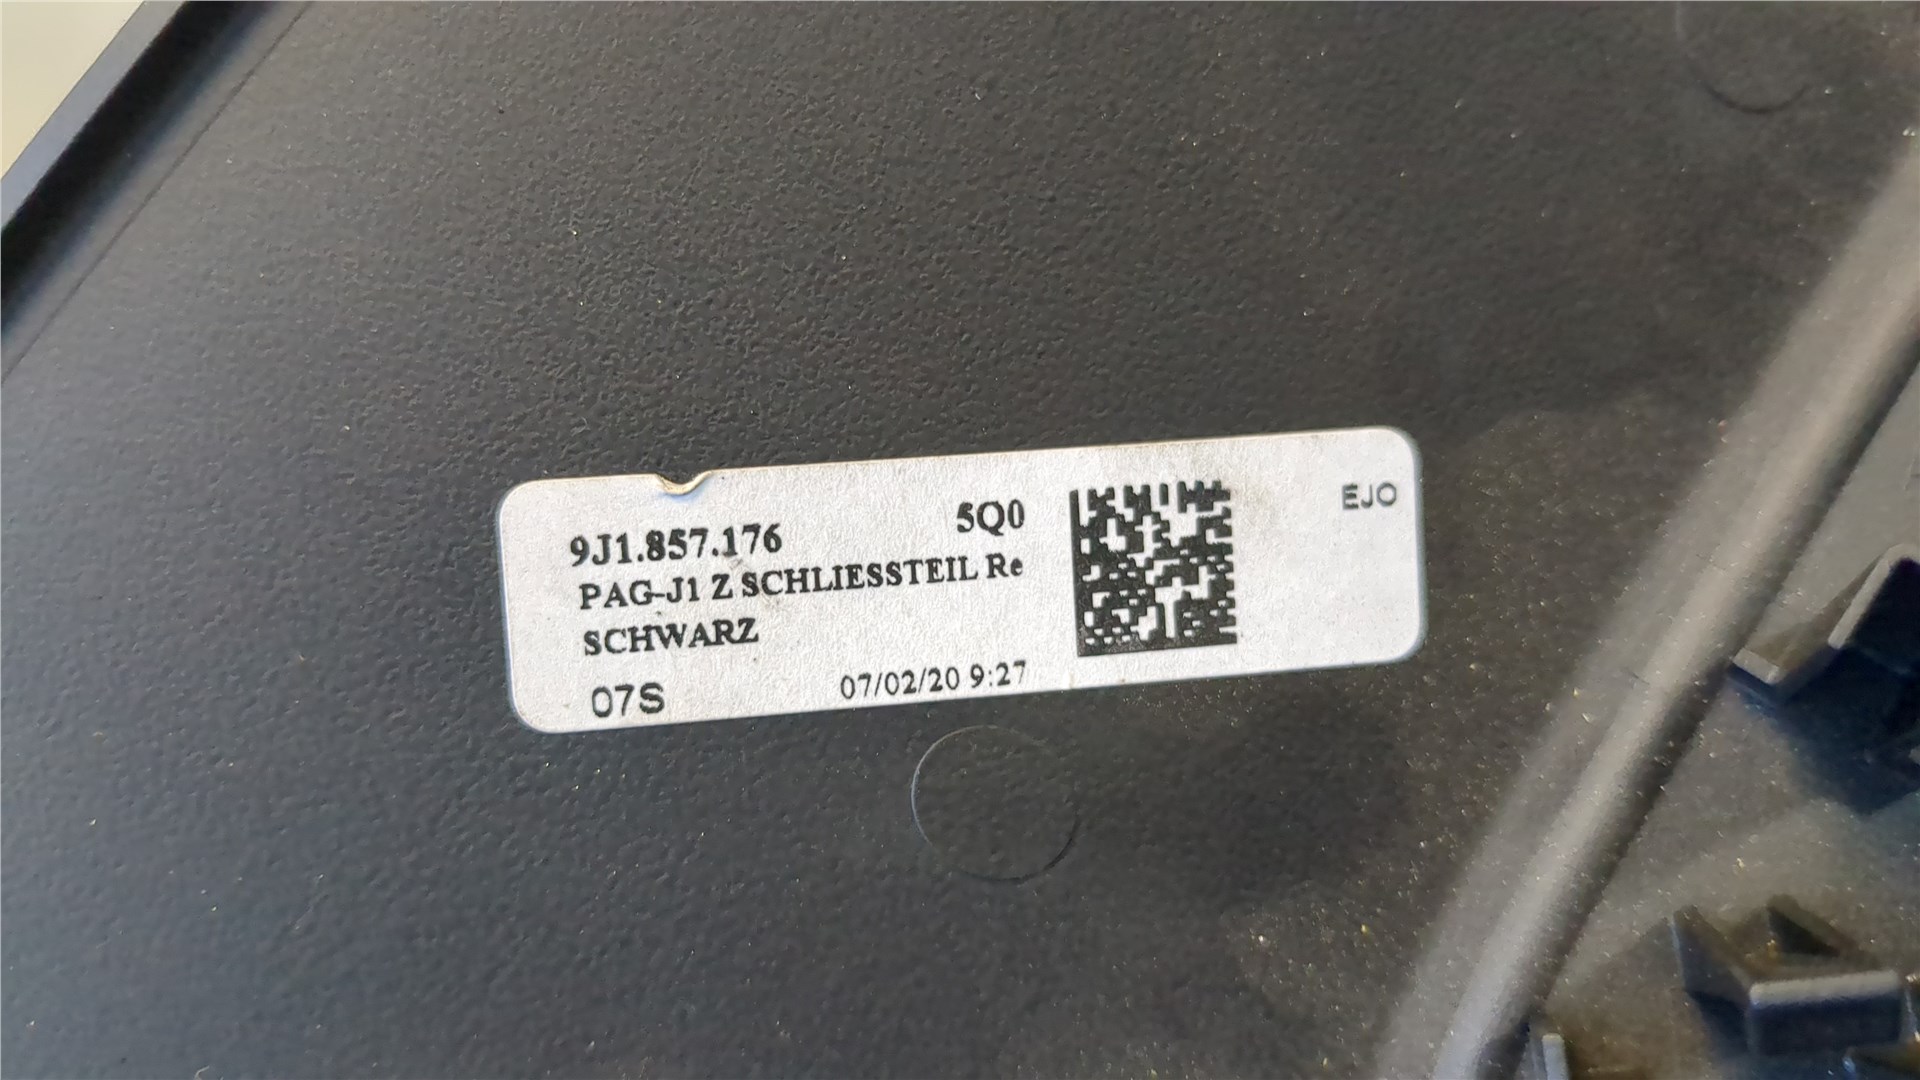 9J1.857.176 5Q0 EJO
PAG-J1 Z SCHLIESSTEIL Re
SCHWARZ
07S 07/02/20 9:27